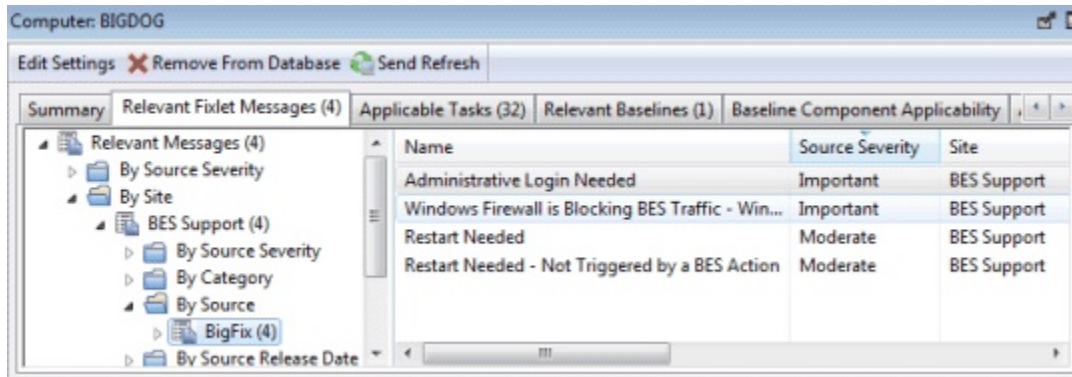 Computer: BIGDOG
Edit Settings Remove From Database Send Refresh
Summary Relevant Fixlet Messages (4) Applicable Tasks (32) Relevant Baselines (1) Baseline Component Applicability
Relevant Messages (4)
By Source Severity
By Site
BES Support (4)
By Source Severity
By Category
By Source
BigFix (4)
By Source Release Date
Name Source Severity Site
Administrative Login Needed Important BES Support
Windows Firewall is Blocking BES Traffic - Win... Important BES Support
Restart Needed Moderate BES Support
Restart Needed - Not Triggered by a BES Action Moderate BES Support